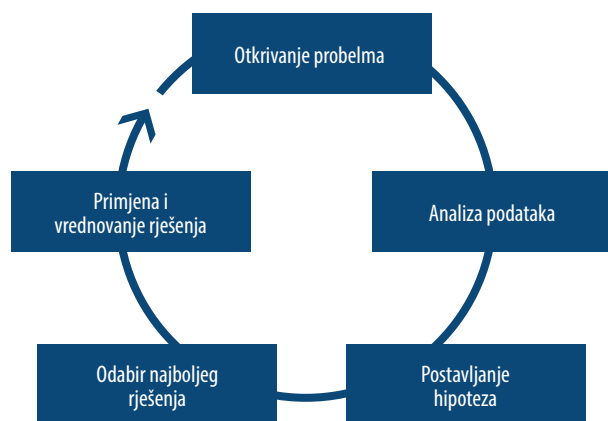 Otkrivanje probelma
Analiza podataka
Postavljanje
hipoteza
Odabir najboljeg
rješenja
Primjena i
vrednovanje rješenja